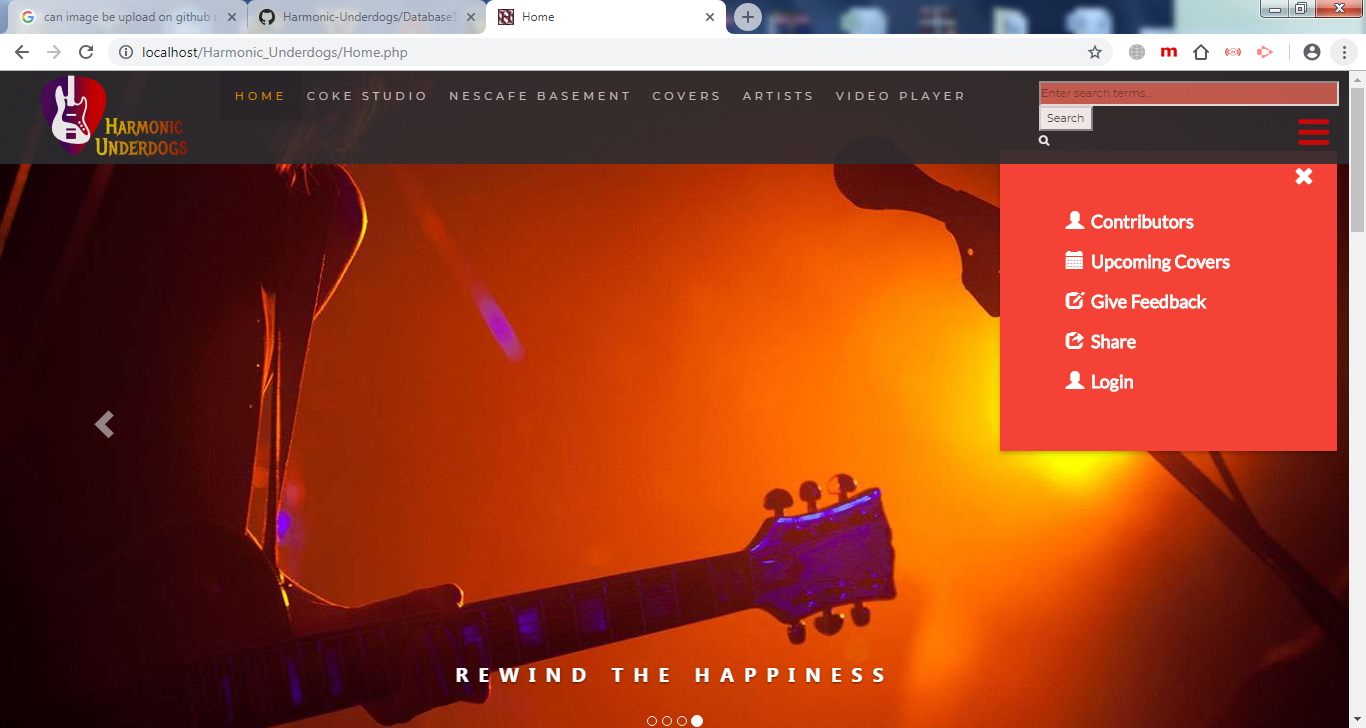 can image be upload on github r
Harmonic-Underdogs/Database1
Home
localhost/Harmonic_Underdogs/Home.php
m
Harmonic
Underdogs
HOME COKE STUDIO NESCAFE BASEMENT COVERS ARTISTS VIDEO PLAYER
Enter search terms...
Search
Contributors
Upcoming Covers
Give Feedback
Share
Login
REWIND THE HAPPINESS